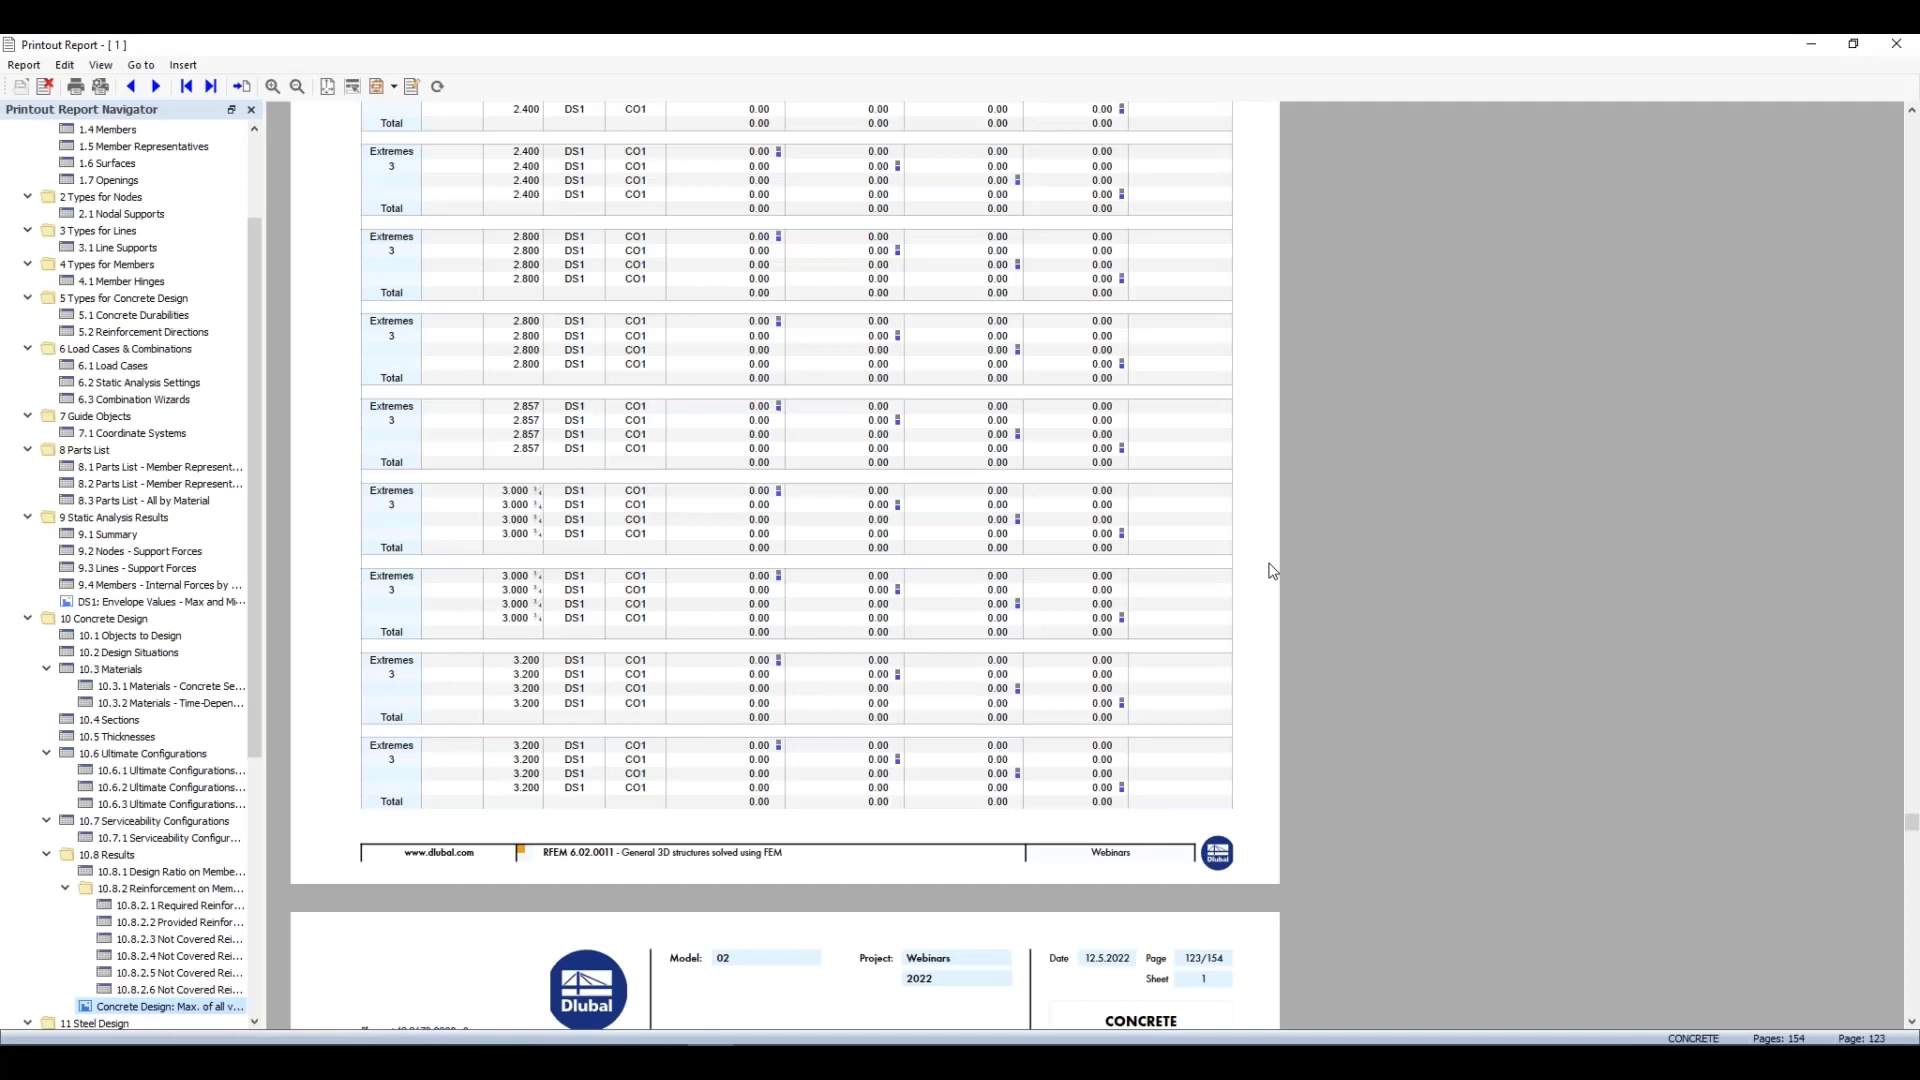 Printout Report - [ 1 ]
Report Edit View Go to Insert
Printout Report Navigator
1.4 Members
1.5 Member Representatives
1.6 Surfaces
1.7 Openings
2 Types for Nodes
2.1 Nodal Supports
3 Types for Lines
3.1 Line Supports
4 Types for Members
4.1 Member Hinges
5 Types for Concrete Design
5.1 Concrete Durabilities
5.2 Reinforcement Directions
6 Load Cases & Combinations
6.1 Load Cases
6.2 Static Analysis Settings
6.3 Combination Wizards
7 Guide Objects
7.1 Coordinate Systems
8 Parts List
8.1 Parts List - Member Represent...
8.2 Parts List - Member Represent...
8.3 Parts List - All by Material
9 Static Analysis Results
9.1 Summary
9.2 Nodes - Support Forces
9.3 Lines - Support Forces
9.4 Members - Internal Forces by ...
DS1: Envelope Values - Max and Mi...
10 Concrete Design
10.1 Objects to Design
10.2 Design Situations
10.3 Materials
10.3.1 Materials - Concrete Se...
10.3.2 Materials - Time-Depen...
10.4 Sections
10.5 Thicknesses
10.6 Ultimate Configurations
10.6.1 Ultimate Configurations...
10.6.2 Ultimate Configurations...
10.6.3 Ultimate Configurations...
10.7 Serviceability Configurations
10.7.1 Serviceability Configur...
10.8 Results
10.8.1 Design Ratio on Membe...
10.8.2 Reinforcement on Mem...
10.8.2.1 Required Reinfor...
10.8.2.2 Provided Reinfor...
10.8.2.3 Not Covered Rei...
10.8.2.4 Not Covered Rei...
10.8.2.5 Not Covered Rei...
10.8.2.6 Not Covered Rei...
Concrete Design: Max. of all v...
11 Steel Design
2.400 DS1 CO1 0.00 0.00 0.00 0.00
Total 0.00 0.00 0.00 0.00
Extremes 2.400 DS1 CO1 0.00 0.00 0.00 0.00
3 2.400 DS1 CO1 0.00 0.00 0.00 0.00
2.400 DS1 CO1 0.00 0.00 0.00 0.00
2.400 DS1 CO1 0.00 0.00 0.00 0.00
Total 0.00 0.00 0.00 0.00
Extremes 2.800 DS1 CO1 0.00 0.00 0.00 0.00
3 2.800 DS1 CO1 0.00 0.00 0.00 0.00
2.800 DS1 CO1 0.00 0.00 0.00 0.00
2.800 DS1 CO1 0.00 0.00 0.00 0.00
Total 0.00 0.00 0.00 0.00
Extremes 2.800 DS1 CO1 0.00 0.00 0.00 0.00
3 2.800 DS1 CO1 0.00 0.00 0.00 0.00
2.800 DS1 CO1 0.00 0.00 0.00 0.00
2.800 DS1 CO1 0.00 0.00 0.00 0.00
Total 0.00 0.00 0.00 0.00
Extremes 2.857 DS1 CO1 0.00 0.00 0.00 0.00
3 2.857 DS1 CO1 0.00 0.00 0.00 0.00
2.857 DS1 CO1 0.00 0.00 0.00 0.00
2.857 DS1 CO1 0.00 0.00 0.00 0.00
Total 0.00 0.00 0.00 0.00
Extremes 3.000 DS1 CO1 0.00 0.00 0.00 0.00
3 3.000 DS1 CO1 0.00 0.00 0.00 0.00
3.000 DS1 CO1 0.00 0.00 0.00 0.00
3.000 DS1 CO1 0.00 0.00 0.00 0.00
Total 0.00 0.00 0.00 0.00
Extremes 3.000 DS1 CO1 0.00 0.00 0.00 0.00
3 3.000 DS1 CO1 0.00 0.00 0.00 0.00
3.000 DS1 CO1 0.00 0.00 0.00 0.00
3.000 DS1 CO1 0.00 0.00 0.00 0.00
Total 0.00 0.00 0.00 0.00
Extremes 3.200 DS1 CO1 0.00 0.00 0.00 0.00
3 3.200 DS1 CO1 0.00 0.00 0.00 0.00
3.200 DS1 CO1 0.00 0.00 0.00 0.00
3.200 DS1 CO1 0.00 0.00 0.00 0.00
Total 0.00 0.00 0.00 0.00
Extremes 3.200 DS1 CO1 0.00 0.00 0.00 0.00
3 3.200 DS1 CO1 0.00 0.00 0.00 0.00
3.200 DS1 CO1 0.00 0.00 0.00 0.00
3.200 DS1 CO1 0.00 0.00 0.00 0.00
Total 0.00 0.00 0.00 0.00
www.dlubal.com RFEM 6.02.0011 - General 3D structures solved using FEM Webinars Dlubal
Model: 02 Project: Webinars Date 12.5.2022 Page 123/154
2022 Sheet 1
Dlubal
CONCRETE
CONCRETE Pages: 154 Page: 123